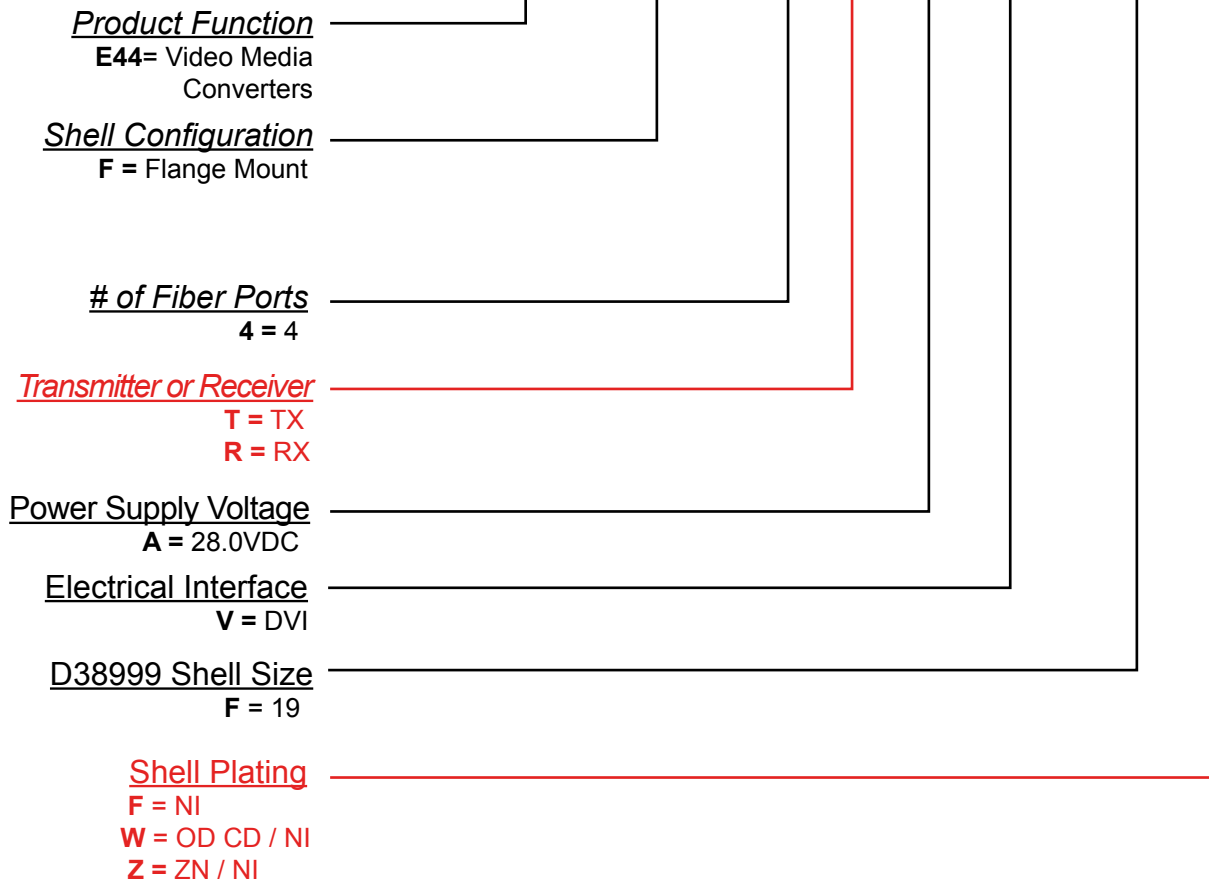 Product Function
E44= Video Media
Converters
Shell Configuration
F = Flange Mount
# of Fiber Ports
4 = 4
Transmitter or Receiver
T = TX
R = RX
Power Supply Voltage
A = 28.0VDC
Electrical Interface
V = DVI
D38999 Shell Size
F = 19
Shell Plating
F = NI
W = OD CD / NI
Z = ZN / NI